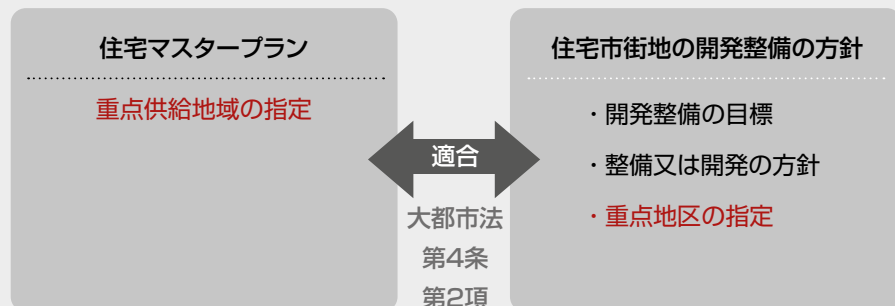 住宅マスタープラン
重点供給地域の指定
適合
大都市法
第4条
第2項
住宅市街地の開発整備の方針
・開発整備の目標
・整備又は開発の方針
・重点地区の指定